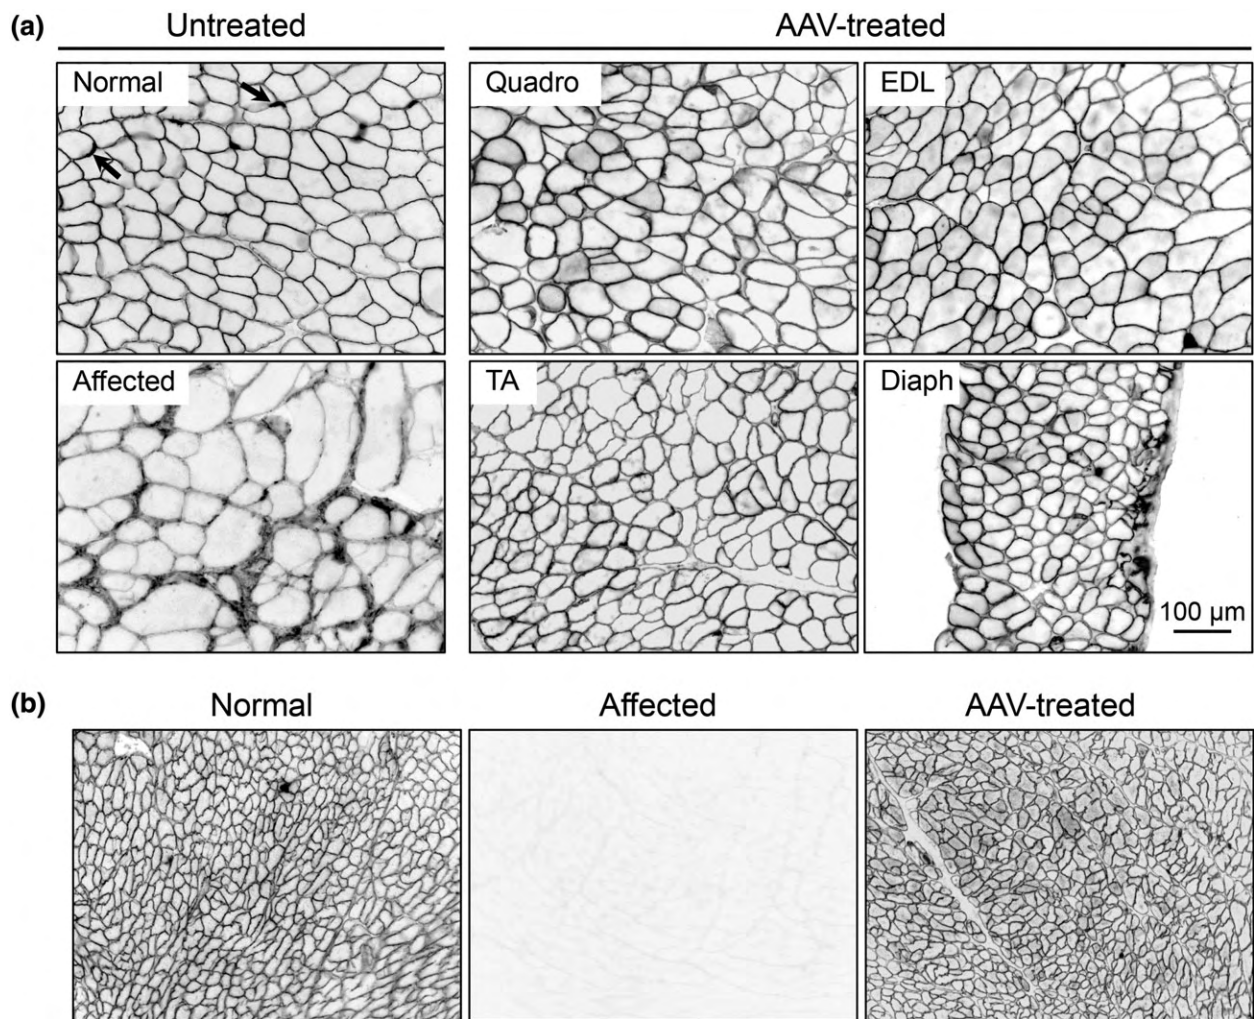 (a) Untreated AAV-treated
Normal Quadro EDL
Affected TA Diaph
100 µm
(b) Normal Affected AAV-treated